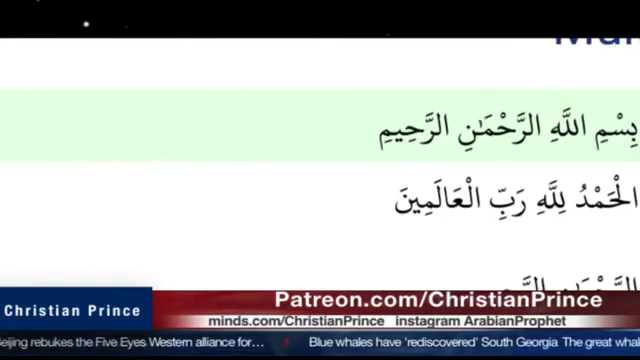 بِسْمِ اللَّهِ الرَّحْمَٰنِ الرَّحِيمِ
الْحَمْدُ لِلَّهِ رَبِّ الْعَالَمِينَ
Christian Prince
Patreon.com/ChristianPrince
minds.com/ChristianPrince instagram ArabianProphet
Beijing rebukes the Five Eyes Western alliance for... Blue whales have 'rediscovered' South Georgia The great wha